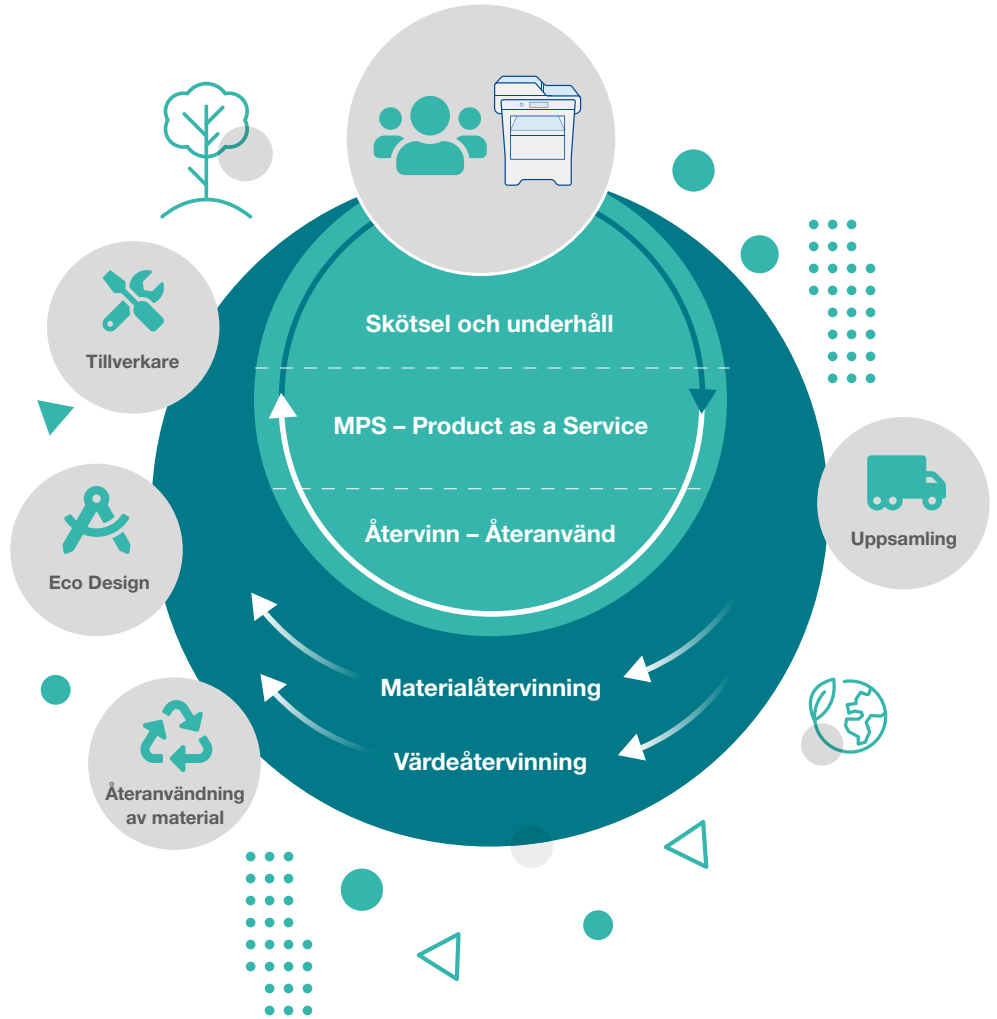 Skötsel och underhåll
Tillverkare
MPS – Product as a Service
Återvinn – Återanvänd
Uppsamling
Eco Design
Materialåtervinning
Värdeåtervinning
Återanvändning
av material